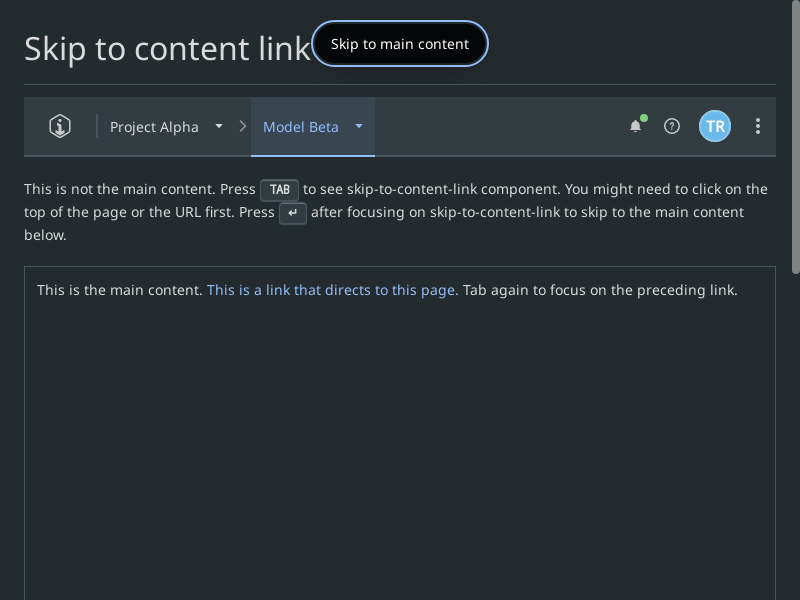 Skip to content link
Skip to main content
Project Alpha
Model Beta
TR
This is not the main content. Press TAB to see skip-to-content-link component. You might need to click on the
top of the page or the URL first. Press ↵ after focusing on skip-to-content-link to skip to the main content
below.
This is the main content. This is a link that directs to this page. Tab again to focus on the preceding link.